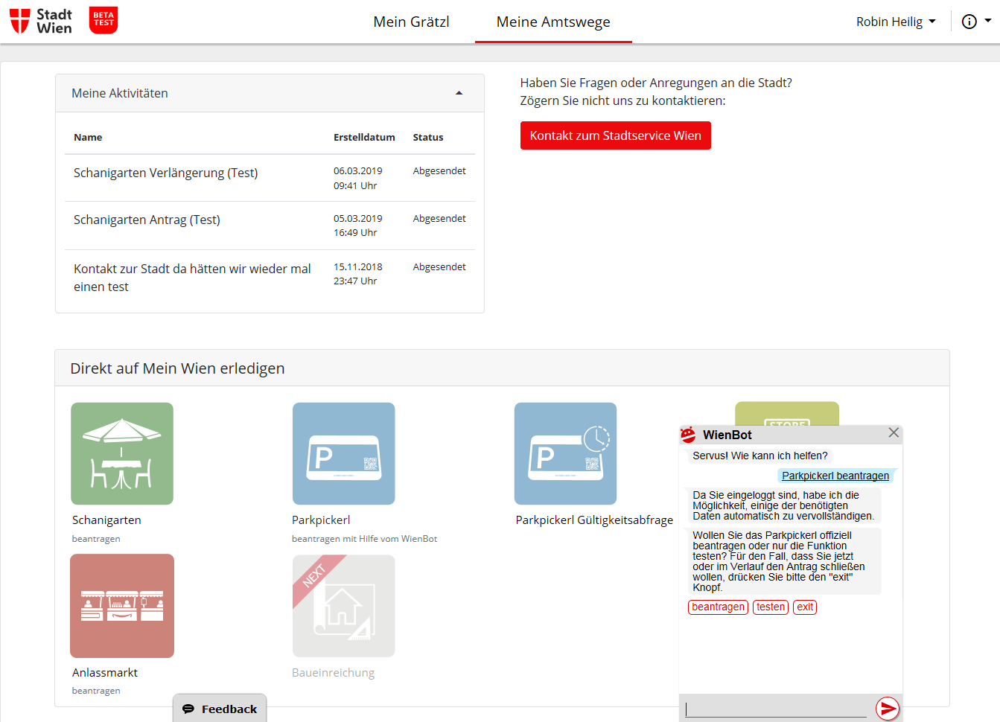 Stadt
Wien
BETA
TEST
Mein Grätzl
Meine Amtswege
Robin Heilig
Meine Aktivitäten
Name
Erstelldatum
Status
Schanigarten Verlängerung (Test)
06.03.2019
09:41 Uhr
Abgesendet
Schanigarten Antrag (Test)
05.03.2019
16:49 Uhr
Abgesendet
Kontakt zur Stadt da hätten wir wieder mal
einen test
15.11.2018
23:47 Uhr
Abgesendet
Haben Sie Fragen oder Anregungen an die Stadt?
Zögern Sie nicht uns zu kontaktieren:
Kontakt zum Stadtservice Wien
Direkt auf Mein Wien erledigen
Schanigarten
beantragen
P
Parkpickerl
beantragen mit Hilfe vom WienBot
P
Parkpickerl Gültigkeitsabfrage
STORE
Anlassmarkt
beantragen
NEXT
Baueinreichung
WienBot
Servus! Wie kann ich helfen?
Parkpickerl beantragen
Da Sie eingeloggt sind, habe ich die
Möglichkeit, einige der benötigten
Daten automatisch zu vervollständigen.
Wollen Sie das Parkpickerl offiziell
beantragen oder nur die Funktion
testen? Für den Fall, dass Sie jetzt
oder im Verlauf den Antrag schließen
wollen, drücken Sie bitte den "exit"
Knopf.
beantragen
testen
exit
Feedback